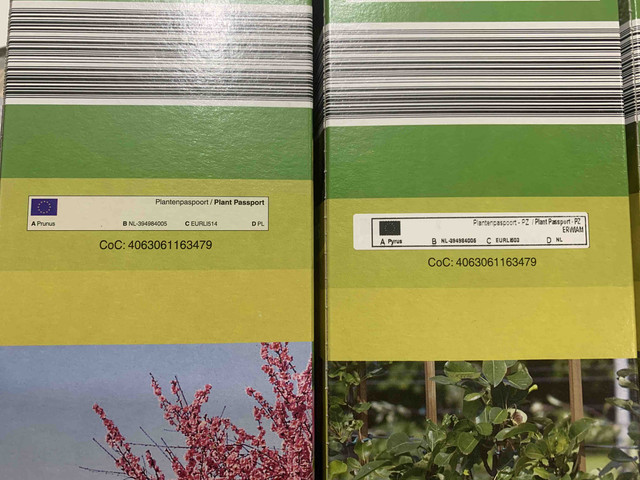 Plantenpaspoort / Plant Passport
A Prunus B NL-394984005 C EURLI514 D PL
CoC: 4063061163479
Plantenpaspoort - PZ / Plant Passport - PZ
ERWIAM
A Pyrus B NL-394984005 C EURLI503 D NL
CoC: 4063061163479